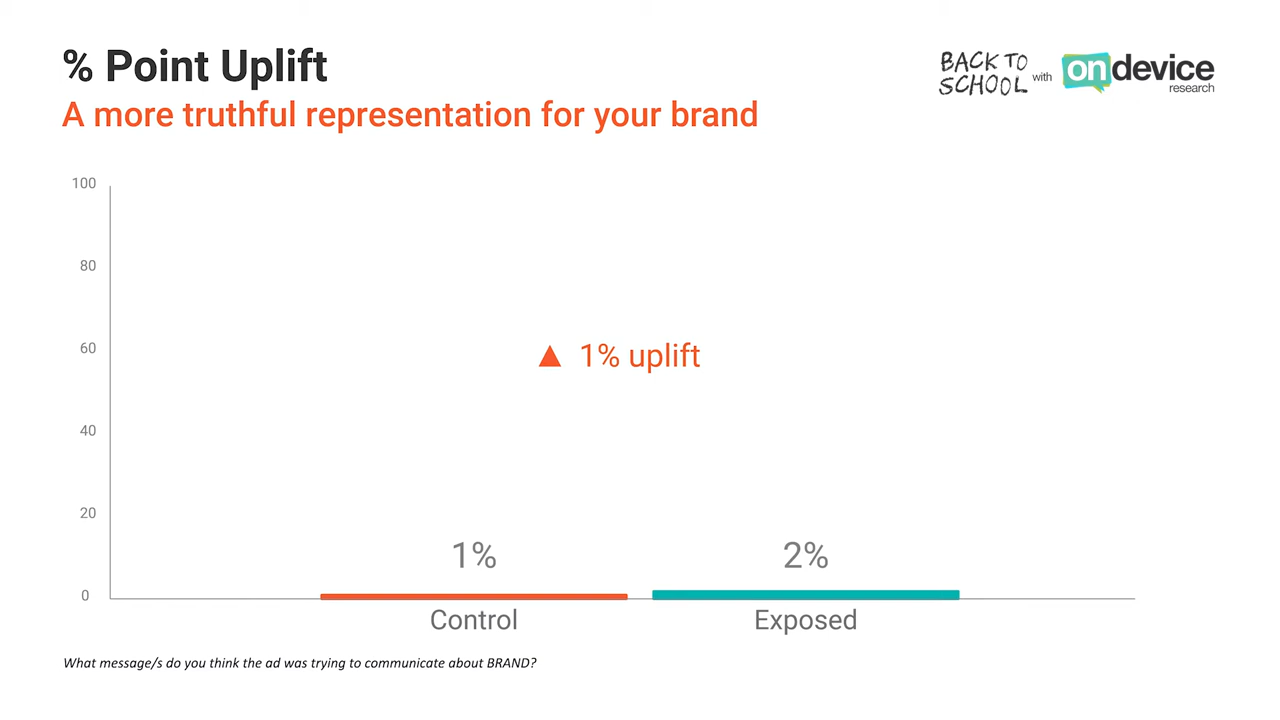 % Point Uplift
A more truthful representation for your brand
BACK TO
SCHOOL with
ondevice
research
100
80
60
40
20
0
▲ 1% uplift
1%
2%
Control
Exposed
What message/s do you think the ad was trying to communicate about BRAND?